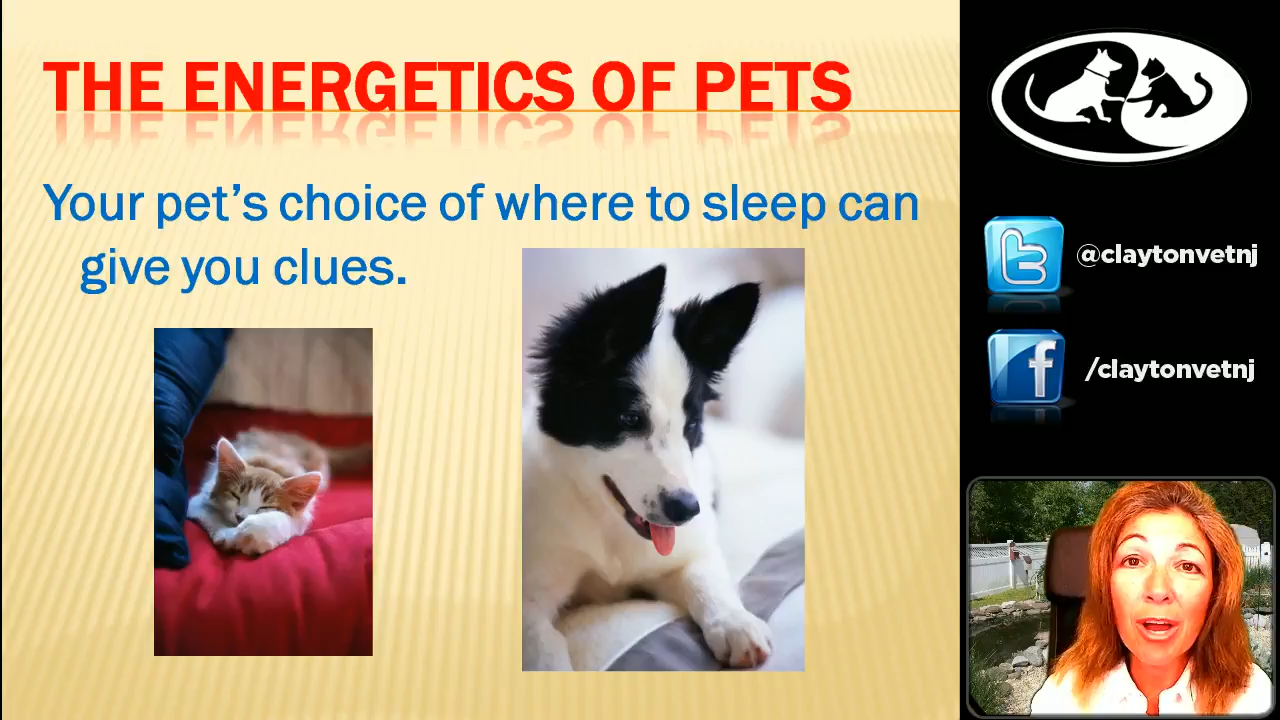 THE ENERGETICS OF PETS
Your pet's choice of where to sleep can
give you clues.
@claytonvetnj
/claytonvetnj